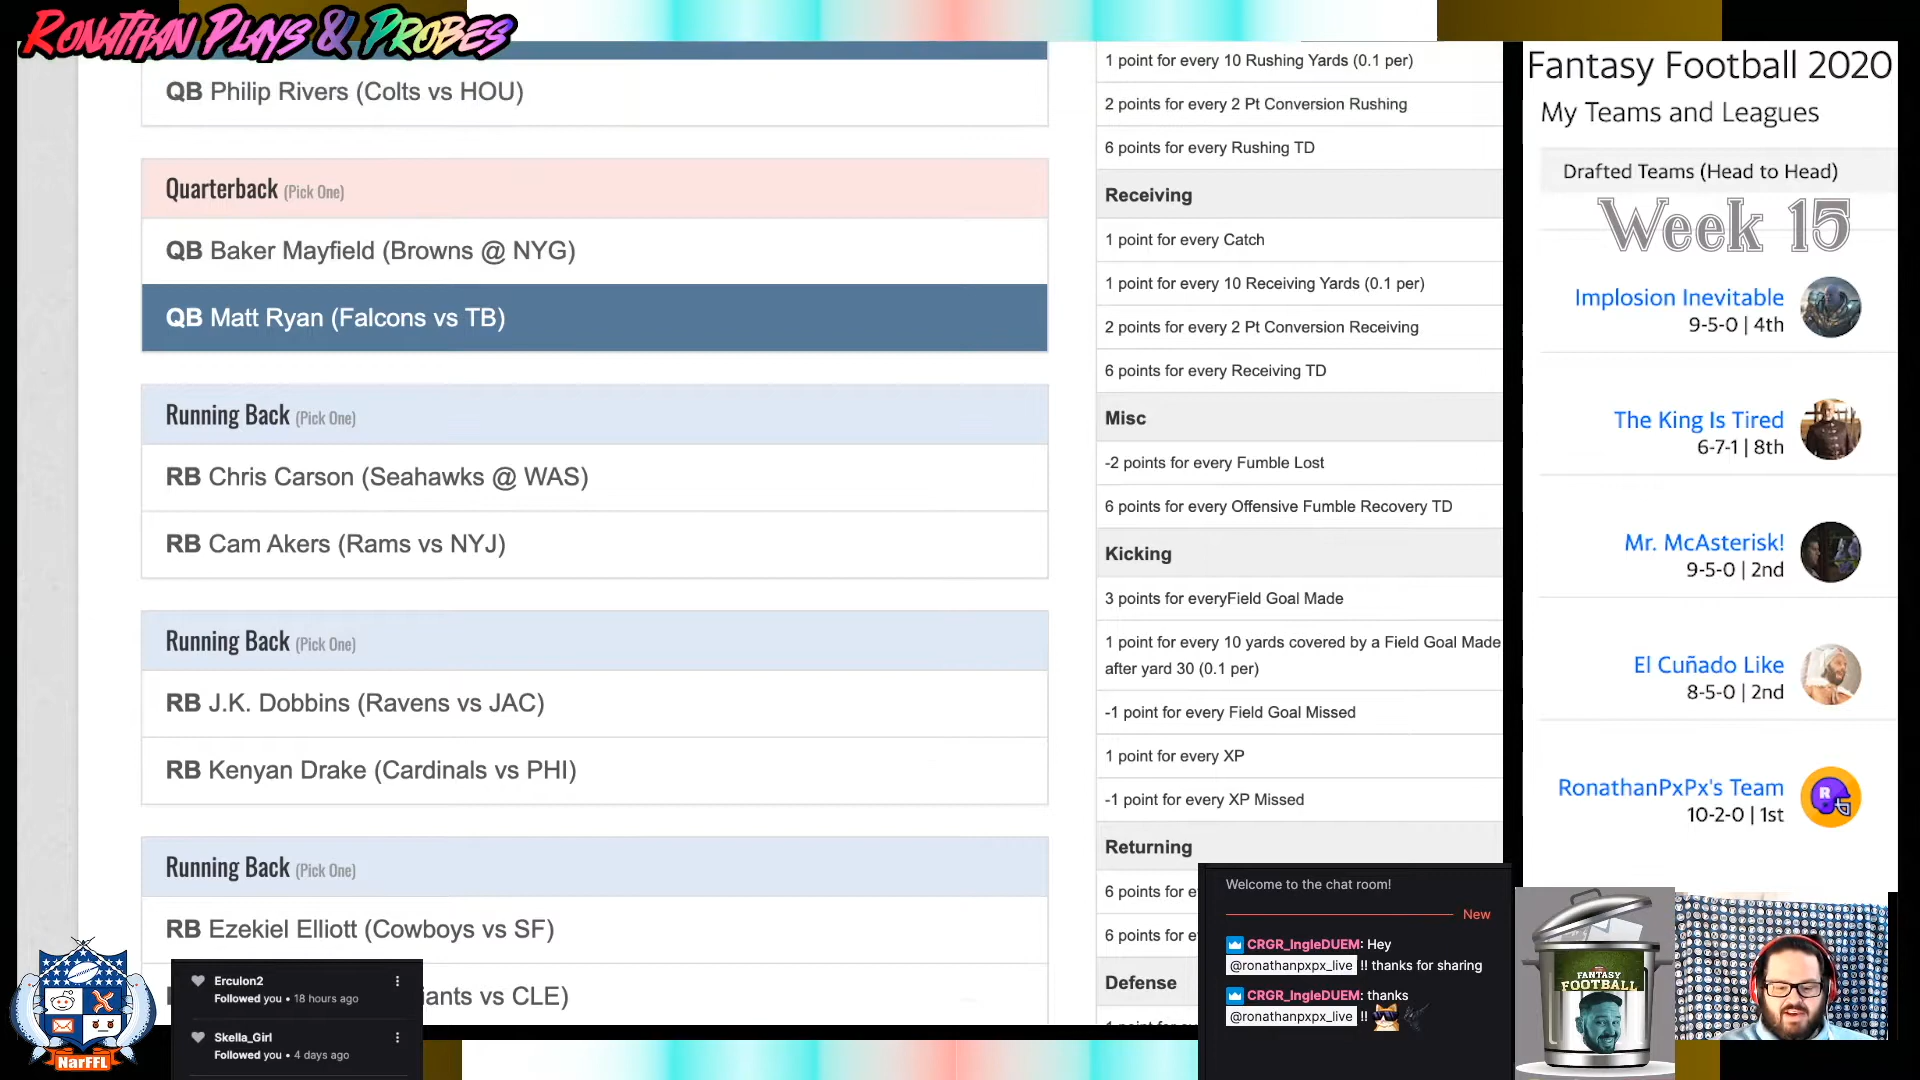 RONATHAN PLAYS & PROBES
QB Philip Rivers (Colts vs HOU)
Quarterback (Pick One)
QB Baker Mayfield (Browns @ NYG)
QB Matt Ryan (Falcons vs TB)
Running Back (Pick One)
RB Chris Carson (Seahawks @ WAS)
RB Cam Akers (Rams vs NYJ)
Running Back (Pick One)
RB J.K. Dobbins (Ravens vs JAC)
RB Kenyan Drake (Cardinals vs PHI)
Running Back (Pick One)
RB Ezekiel Elliott (Cowboys vs SF)
iants vs CLE)
Erculon2
Followed you • 18 hours ago
Skella_Girl
Followed you • 4 days ago
NarFFL
1 point for every 10 Rushing Yards (0.1 per)
2 points for every 2 Pt Conversion Rushing
6 points for every Rushing TD
Receiving
1 point for every Catch
1 point for every 10 Receiving Yards (0.1 per)
2 points for every 2 Pt Conversion Receiving
6 points for every Receiving TD
Misc
-2 points for every Fumble Lost
6 points for every Offensive Fumble Recovery TD
Kicking
3 points for everyField Goal Made
1 point for every 10 yards covered by a Field Goal Made
after yard 30 (0.1 per)
-1 point for every Field Goal Missed
1 point for every XP
-1 point for every XP Missed
Returning
6 points for e
6 points for e
Defense
Welcome to the chat room!
New
CRGR_IngleDUEM: Hey
@ronathanpxpx_live !! thanks for sharing
CRGR_IngleDUEM: thanks
@ronathanpxpx_live !!
Fantasy Football 2020
My Teams and Leagues
Drafted Teams (Head to Head)
Week 15
Implosion Inevitable
9-5-0 | 4th
The King Is Tired
6-7-1 | 8th
Mr. McAsterisk!
9-5-0 | 2nd
El Cuñado Like
8-5-0 | 2nd
RonathanPxPx's Team
10-2-0 | 1st
R
FANTASY
FOOTBALL